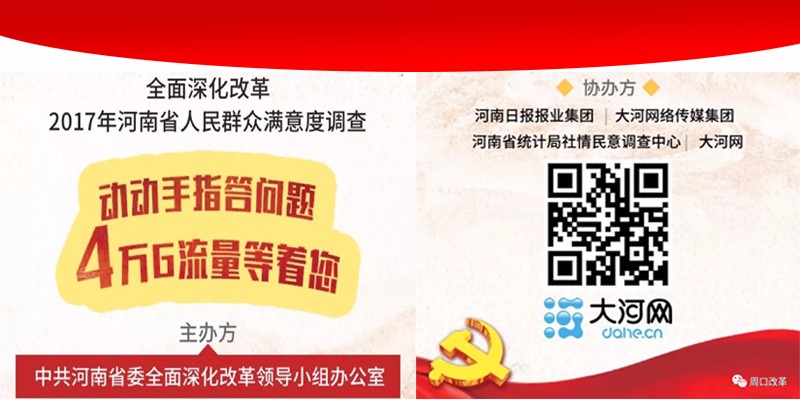 全面深化改革
2017年河南省人民群众满意度调查
动动手指答问题
4万G流量等着您
主办方
中共河南省委全面深化改革领导小组办公室
协办方
河南日报报业集团 | 大河网络传媒集团
河南省统计局社情民意调查中心 | 大河网
大河网
dahe.cn
周口改革